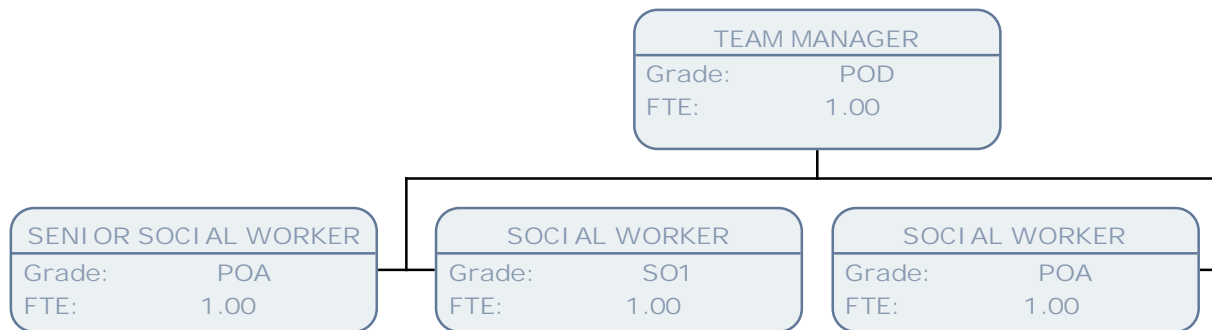 TEAM MANAGER
Grade: POD
FTE: 1.00
SENIOR SOCIAL WORKER
Grade: POA
FTE: 1.00
SOCIAL WORKER
Grade: SO1
FTE: 1.00
SOCIAL WORKER
Grade: POA
FTE: 1.00